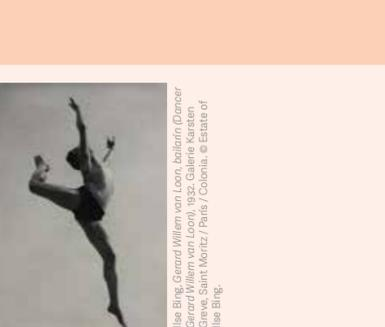 Ilse Bing, Gerard Willem van Loon, bailarín (Dancer
Gerard Willem van Loon), 1932. Galerie Karsten
Greve, Saint Moritz / París / Colonia. © Estate of
Ilse Bing.